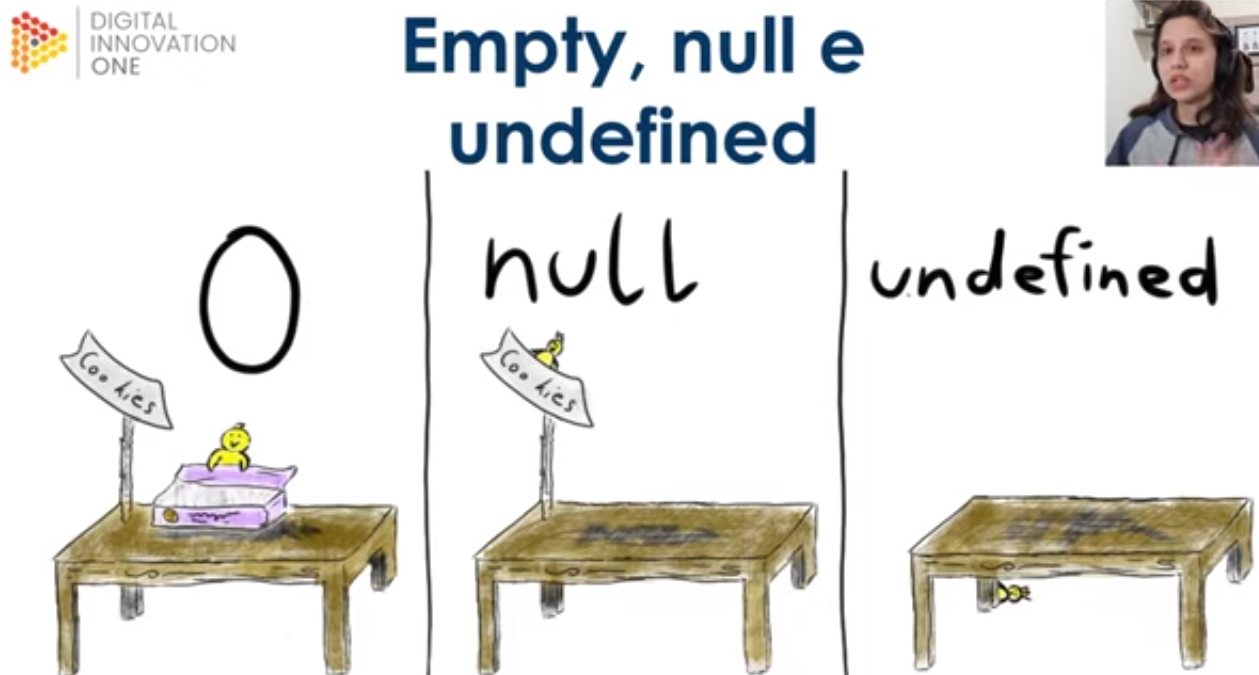 DIGITAL
INNOVATION
ONE
Empty, null e
undefined
0
null
undefined
Cookies
Cookies